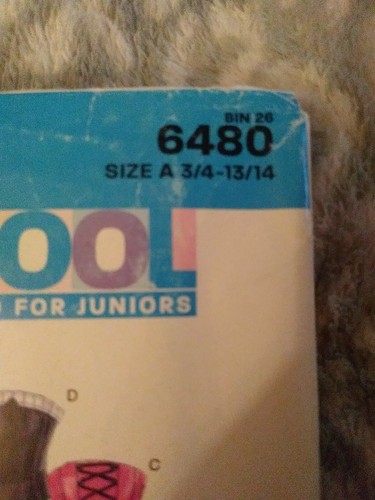 BIN 26
6480
SIZE A 3/4-13/14
OOL
FOR JUNIORS
D
C